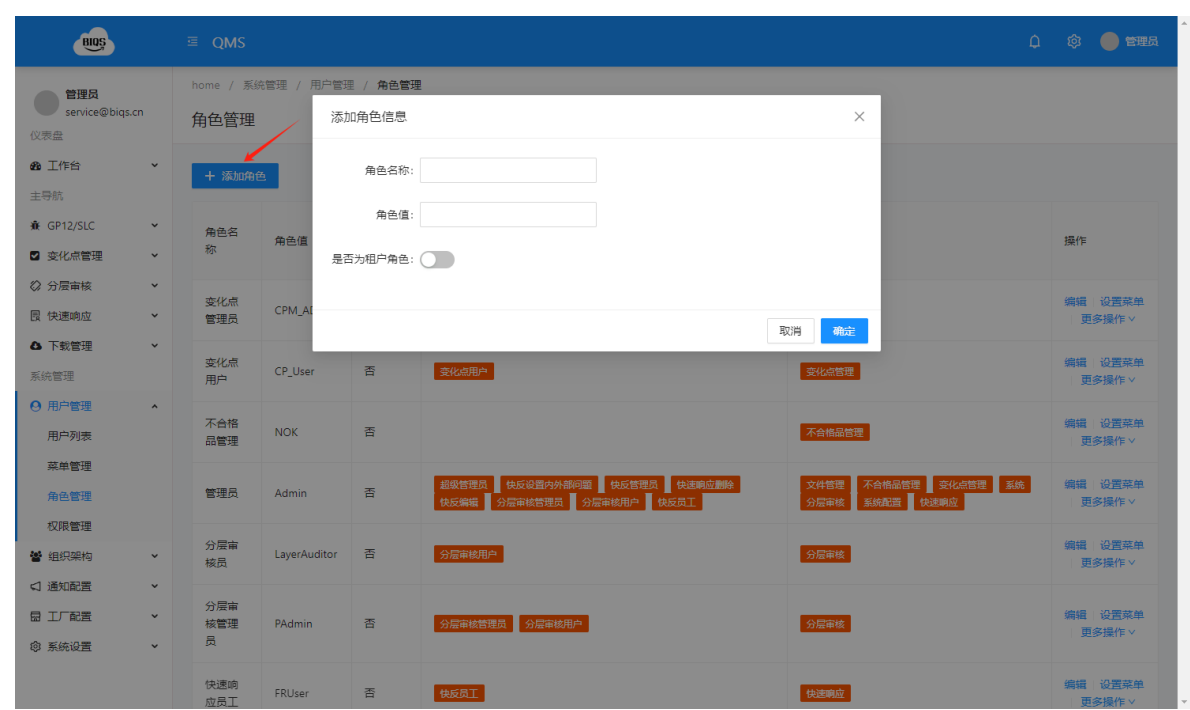 BIQS
QMS
管理员
管理员
service@biqs.cn
仪表盘
工作台
主导航
GP12/SLC
变化点管理
分层审核
快速响应
下载管理
系统管理
用户管理
用户列表
菜单管理
角色管理
权限管理
组织架构
通知配置
工厂配置
系统设置
home / 系统管理 / 用户管理 / 角色管理
角色管理
+ 添加角色
添加角色信息
角色名称:
角色值:
是否为租户角色:
取消 确定
角色名
称
角色值
操作
变化点
管理员
编辑 设置菜单
更多操作
变化点
用户
CP_User
否
变化点用户
变化点管理
编辑 设置菜单
更多操作
不合格
品管理
NOK
否
不合格品管理
编辑 设置菜单
更多操作
管理员
Admin
否
超级管理员 快反设置内外部问题 快反管理员 快速响应删除
快反编辑 分层审核管理员 分层审核用户 快反员工
文件管理 不合格品管理 变化点管理 系统
分层审核 系统配置 快速响应
编辑 设置菜单
更多操作
分层审
核员
LayerAuditor
否
分层审核用户
分层审核
编辑 设置菜单
更多操作
分层审
核管理
员
PAdmin
否
分层审核管理员 分层审核用户
分层审核
编辑 设置菜单
更多操作
快速响
应员工
FRUser
否
快反员工
快速响应
编辑 设置菜单
更多操作